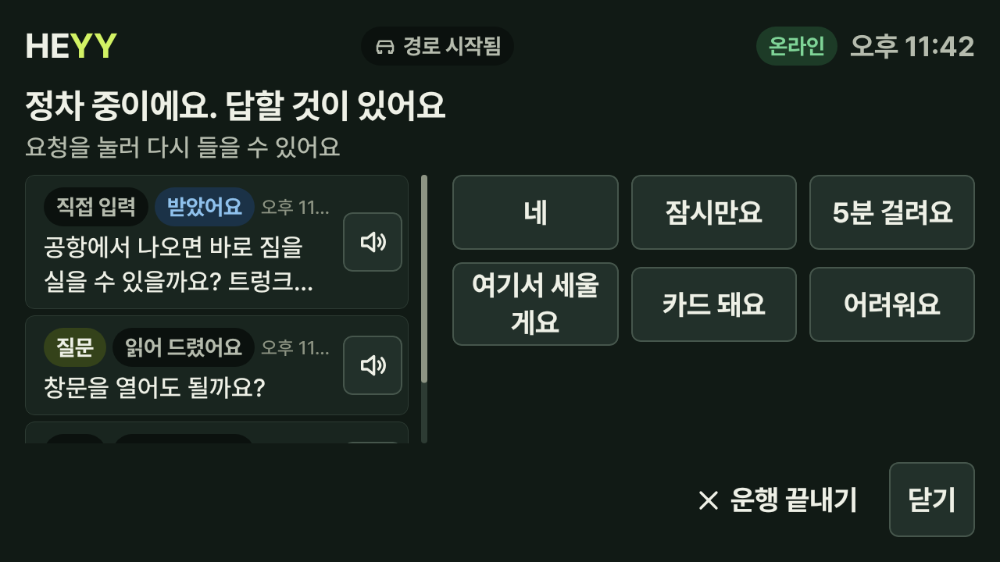 HEYY
경로 시작됨
온라인
오후 11:42
정차 중이에요. 답할 것이 있어요
요청을 눌러 다시 들을 수 있어요
직접 입력
받았어요
오후 11...
공항에서 나오면 바로 짐을
실을 수 있을까요? 트렁크...
질문
읽어 드렸어요
오후 11...
창문을 열어도 될까요?
네
잠시만요
5분 걸려요
여기서 세울
게요
카드 돼요
어려워요
운행 끝내기
닫기